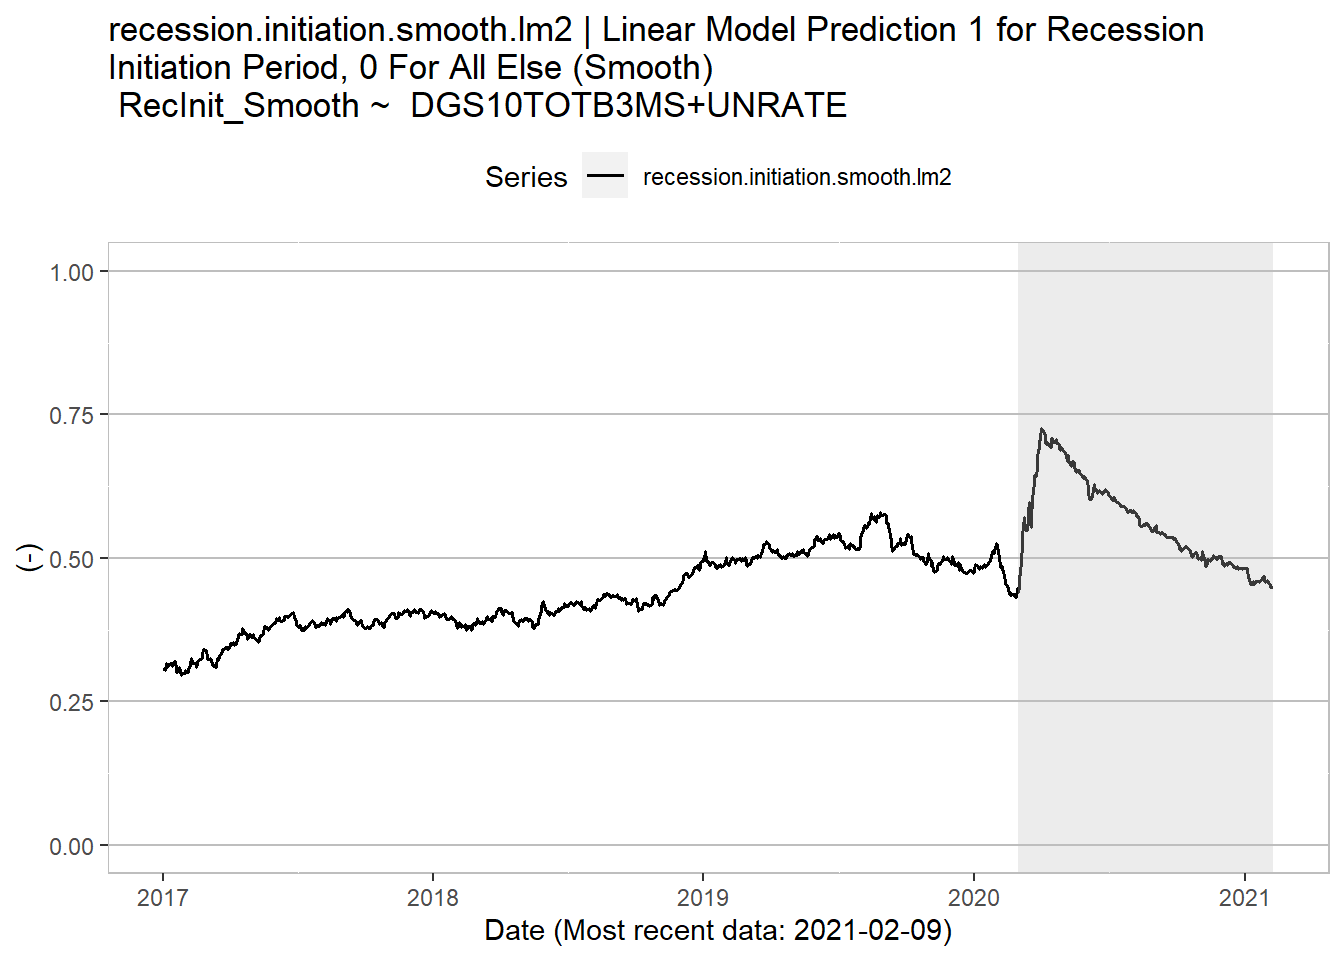 recession.initiation.smooth.lm2 | Linear Model Prediction 1 for Recession
Initiation Period, 0 For All Else (Smooth)
RecInit_Smooth ~  DGS10TOTB3MS+UNRATE
Series
recession.initiation.smooth.lm2
1.00
0.75
0.50
0.25
0.00
(-)
2017
2018
2019
2020
2021
Date (Most recent data: 2021-02-09)